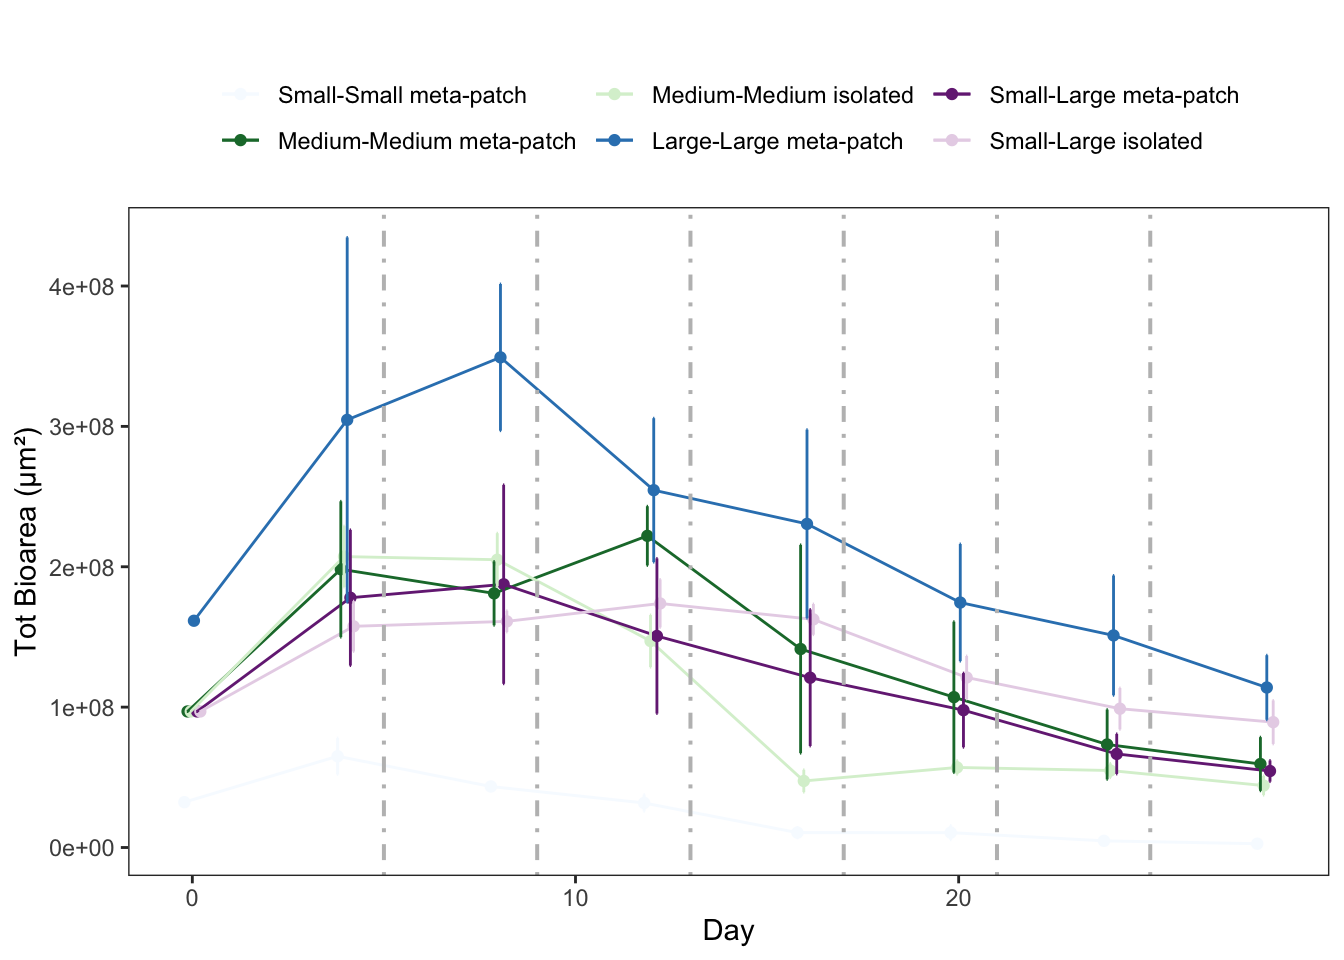 Small-Small meta-patch
Medium-Medium isolated
Small-Large meta-patch
Medium-Medium meta-patch
Large-Large meta-patch
Small-Large isolated
Tot Bioarea (μm²)
4e+08
3e+08
2e+08
1e+08
0e+00
0
10
20
Day